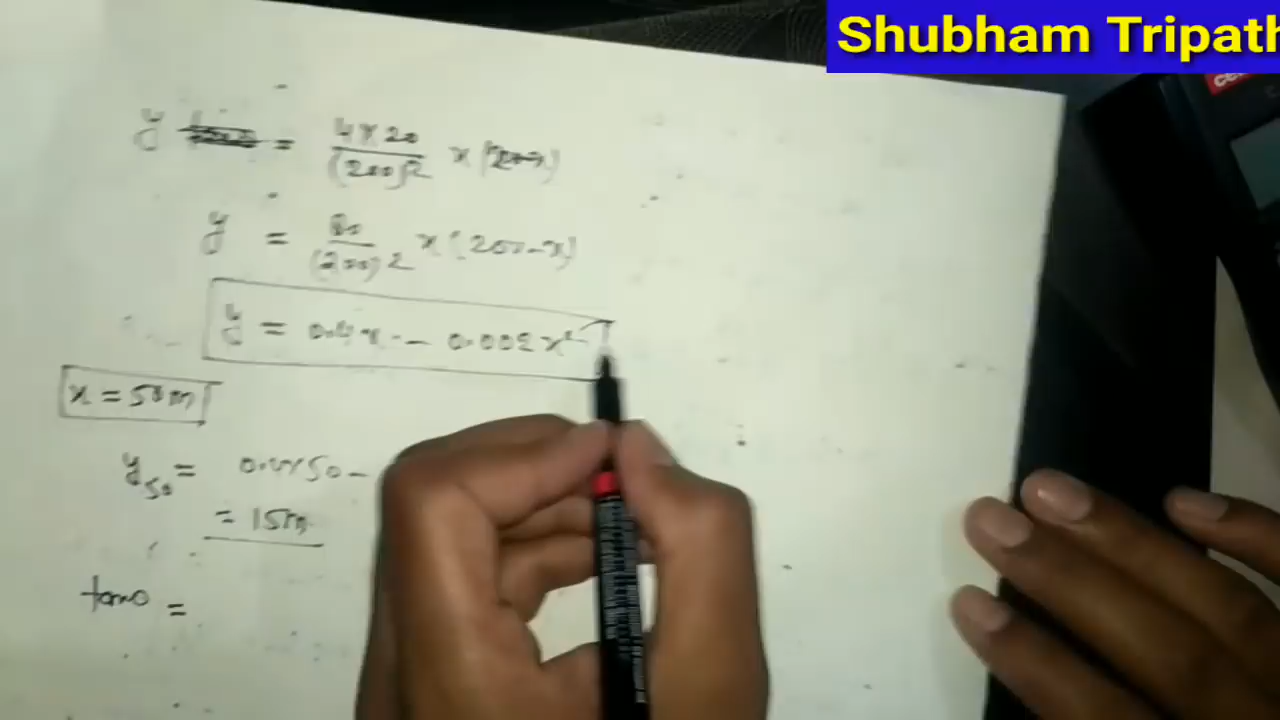 Shubham Tripath
y = 4×20/(200)2 x(200-x)
y = 80/(200)2 x(200-x)
y = 0.4x - 0.002x²
x = 50m
y50 = 0.4×50 -
= 15m
tanθ =